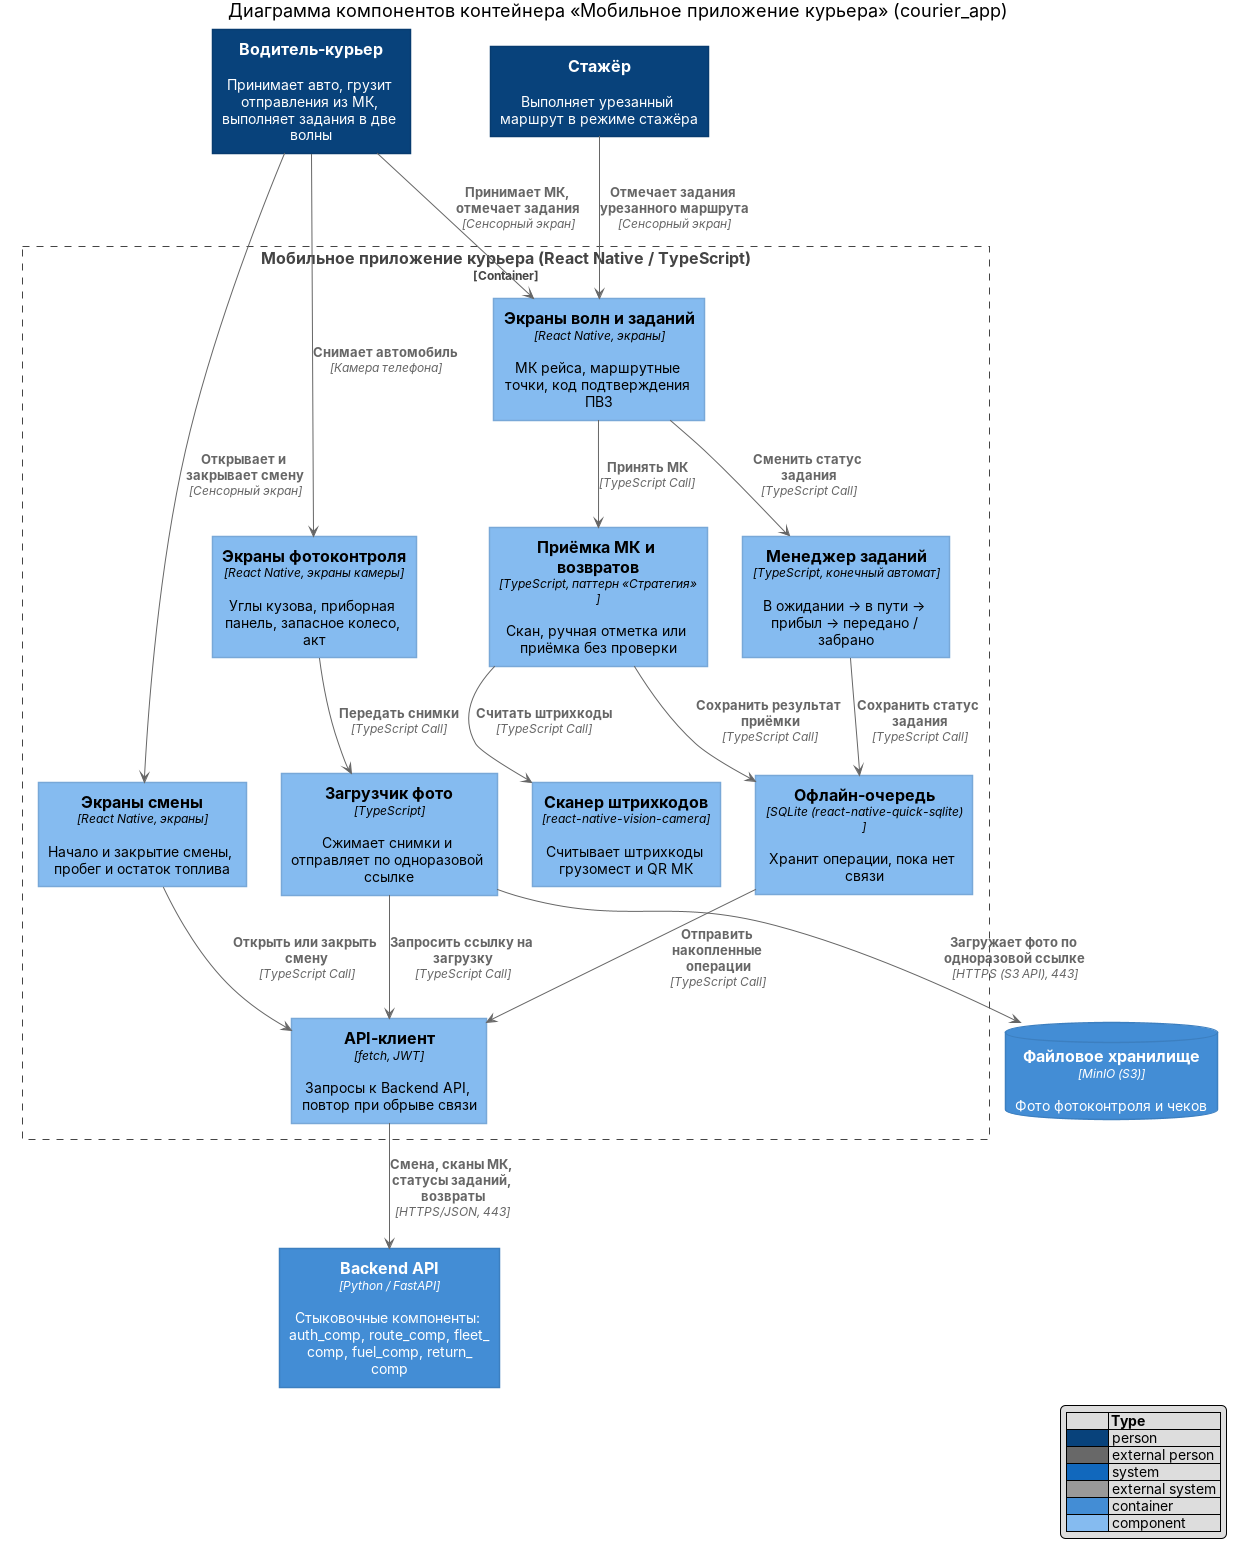 Диаграмма компонентов контейнера «Мобильное приложение курьера» (courier_app)
Водитель-курьер
Принимает авто, грузит
отправления из МК,
выполняет задания в две
волны
Стажёр
Выполняет урезанный
маршрут в режиме стажёра
Принимает МК,
отмечает задания
[Сенсорный экран]
Отмечает задания
урезанного маршрута
[Сенсорный экран]
Мобильное приложение курьера (React Native / TypeScript)
[Container]
Экраны волн и заданий
[React Native, экраны]
МК рейса, маршрутные
точки, код подтверждения
ПВЗ
Снимает автомобиль
[Камера телефона]
Открывает и
закрывает смену
[Сенсорный экран]
Принять МК
[TypeScript Call]
Сменить статус
задания
[TypeScript Call]
Экраны фотоконтроля
[React Native, экраны камеры]
Углы кузова, приборная
панель, запасное колесо,
акт
Приёмка МК и
возвратов
[TypeScript, паттерн «Стратегия»
]
Скан, ручная отметка или
приёмка без проверки
Менеджер заданий
[TypeScript, конечный автомат]
В ожидании → в пути →
прибыл → передано /
забрано
Передать снимки
[TypeScript Call]
Считать штрихкоды
[TypeScript Call]
Сохранить результат
приёмки
[TypeScript Call]
Сохранить статус
задания
[TypeScript Call]
Экраны смены
[React Native, экраны]
Начало и закрытие смены,
пробег и остаток топлива
Загрузчик фото
[TypeScript]
Сжимает снимки и
отправляет по одноразовой
ссылке
Сканер штрихкодов
[react-native-vision-camera]
Считывает штрихкоды
грузомест и QR МК
Офлайн-очередь
[SQLite (react-native-quick-sqlite)
]
Хранит операции, пока нет
связи
Открыть или закрыть
смену
[TypeScript Call]
Запросить ссылку на
загрузку
[TypeScript Call]
Отправить
накопленные
операции
[TypeScript Call]
Загружает фото по
одноразовой ссылке
[HTTPS (S3 API), 443]
API-клиент
[fetch, JWT]
Запросы к Backend API,
повтор при обрыве связи
Файловое хранилище
[MinIO (S3)]
Фото фотоконтроля и чеков
Смена, сканы МК,
статусы заданий,
возвраты
[HTTPS/JSON, 443]
Backend API
[Python / FastAPI]
Стыковочные компоненты:
auth_comp, route_comp, fleet_
comp, fuel_comp, return_
comp
Type
person
external person
system
external system
container
component